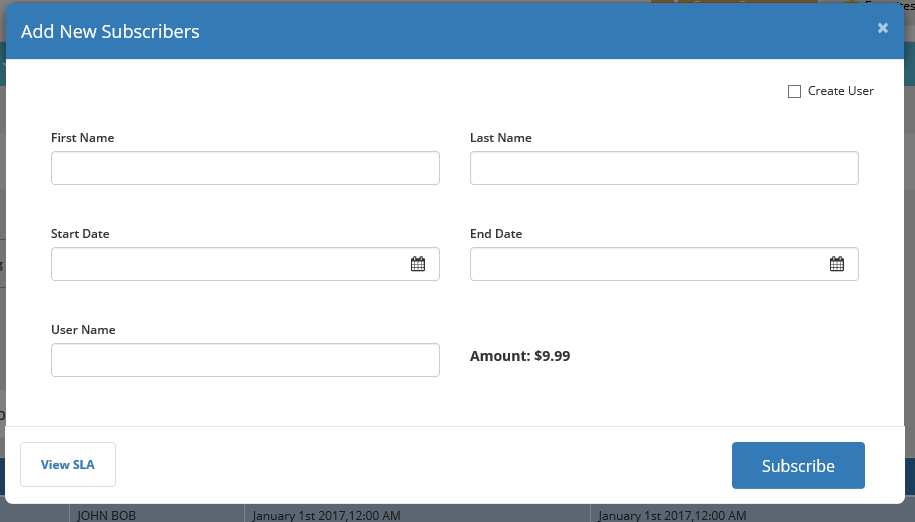 Add New Subscribers
×
Create User
First Name Last Name
Start Date End Date
User Name
Amount: $9.99
View SLA Subscribe
JOHN BOB January 1st 2017,12:00 AM January 1st 2017,12:00 AM